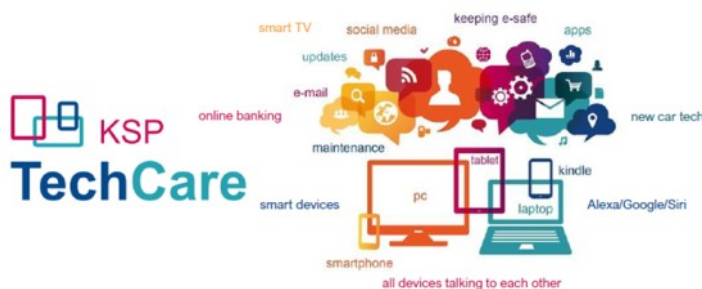 KSP
TechCare
smart TV
social media
keeping e-safe
apps
updates
e-mail
online banking
new car tech
maintenance
tablet
kindle
smart devices
pc
laptop
Alexa/Google/Siri
smartphone
all devices talking to each other